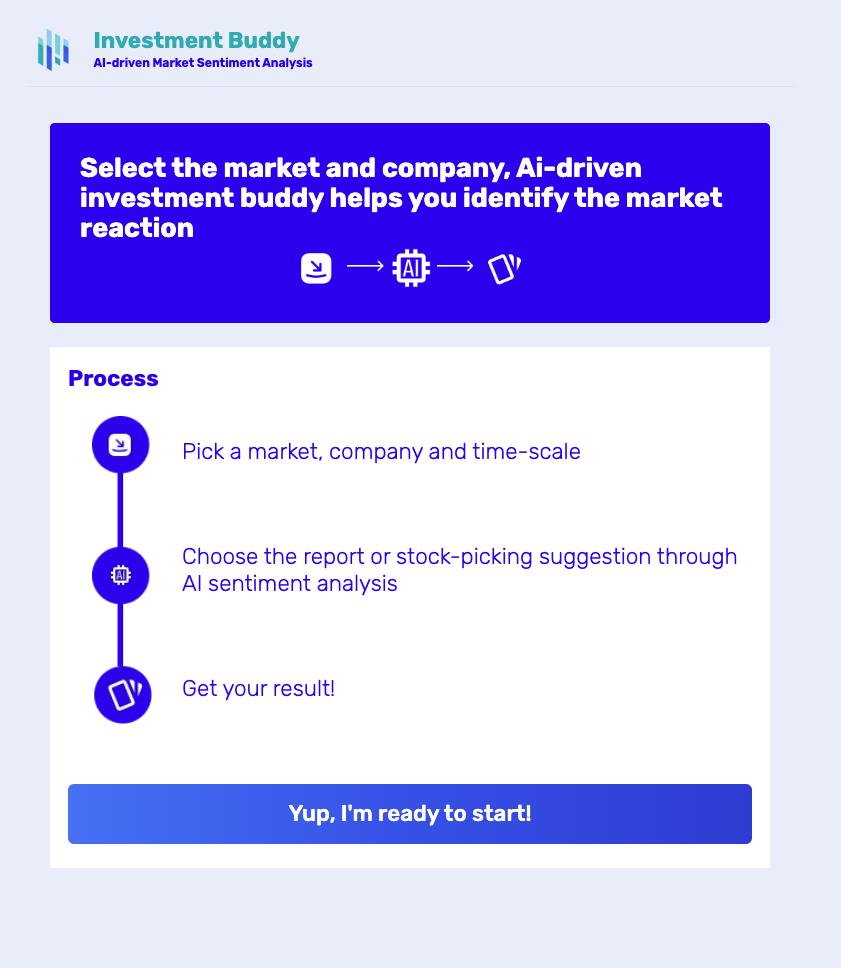 Investment Buddy
AI-driven Market Sentiment Analysis
Select the market and company, Ai-driven
investment buddy helps you identify the market
reaction
AI
Process
Pick a market, company and time-scale
AI
Choose the report or stock-picking suggestion through
AI sentiment analysis
Get your result!
Yup, I'm ready to start!